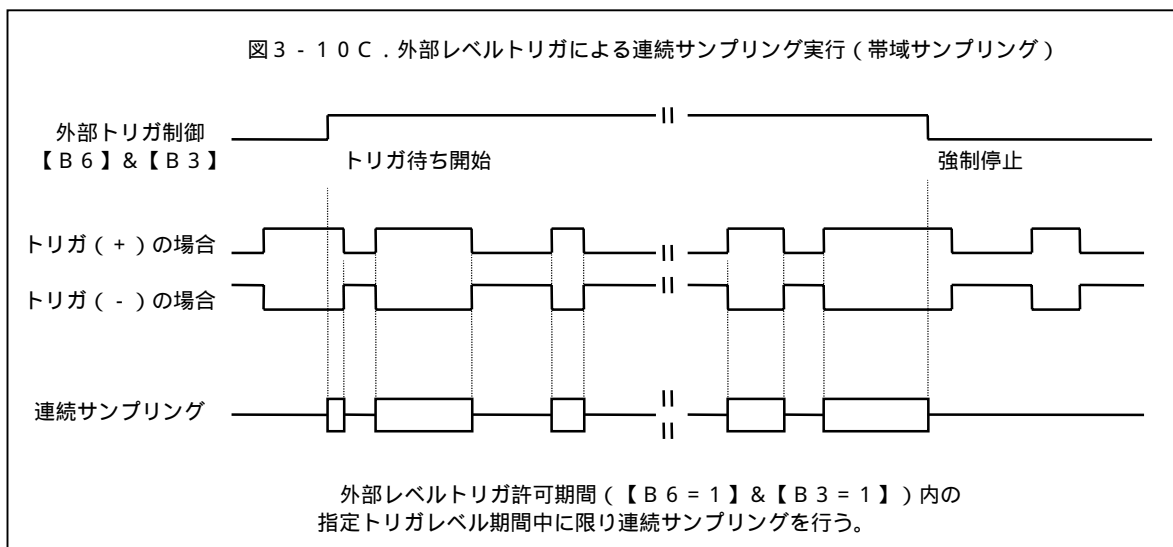 図3-10C.外部レベルトリガによる連続サンプリング実行(帯域サンプリング)
外部トリガ制御
【B6】&【B3】
トリガ待ち開始
強制停止
トリガ(+)の場合
トリガ(-)の場合
連続サンプリング
外部レベルトリガ許可期間(【B6=1】&【B3=1】)内の
指定トリガレベル期間中に限り連続サンプリングを行う。